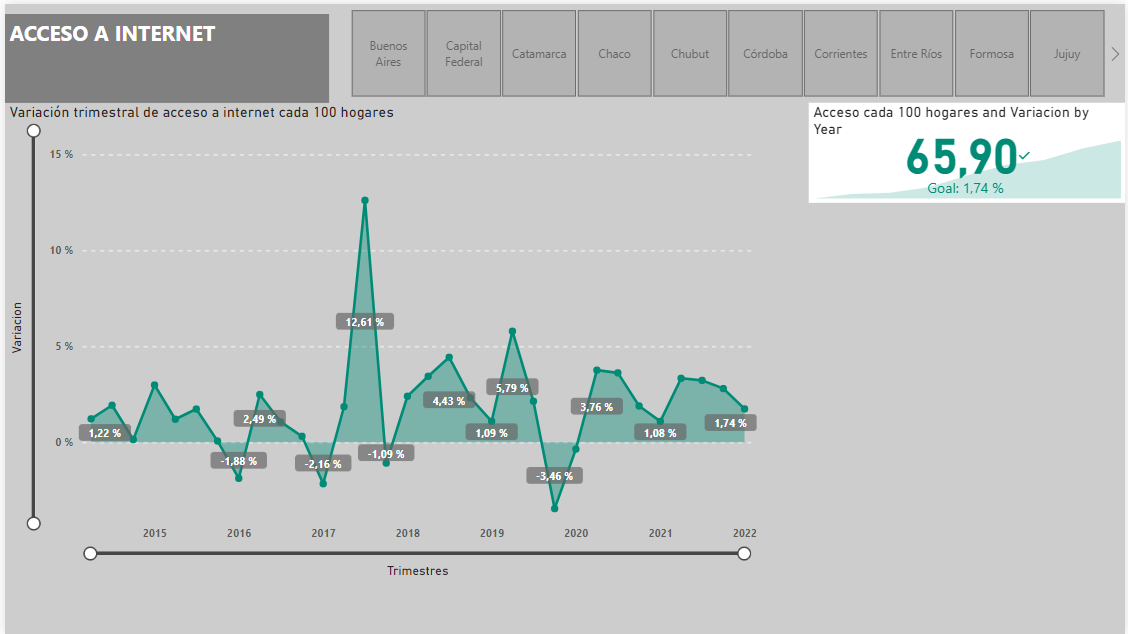 ACCESO A INTERNET
Buenos
Aires
Capital
Federal
Catamarca
Chaco
Chubut
Córdoba
Corrientes
Entre Ríos
Formosa
Jujuy
Variación trimestral de acceso a internet cada 100 hogares
Acceso cada 100 hogares and Variacion by
Year
65,90
Goal: 1,74 %
15 %
10 %
5 %
0 %
Variacion
1,22 %
-1,88 %
2,49 %
-2,16 %
12,61 %
-1,09 %
4,43 %
1,09 %
5,79 %
-3,46 %
3,76 %
1,08 %
1,74 %
2015
2016
2017
2018
2019
2020
2021
2022
Trimestres